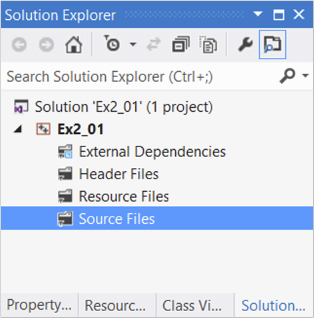 Solution Explorer
Search Solution Explorer (Ctrl+;)
Solution 'Ex2_01' (1 project)
Ex2_01
External Dependencies
Header Files
Resource Files
Source Files
Property... Resourc... Class Vi... Solution...